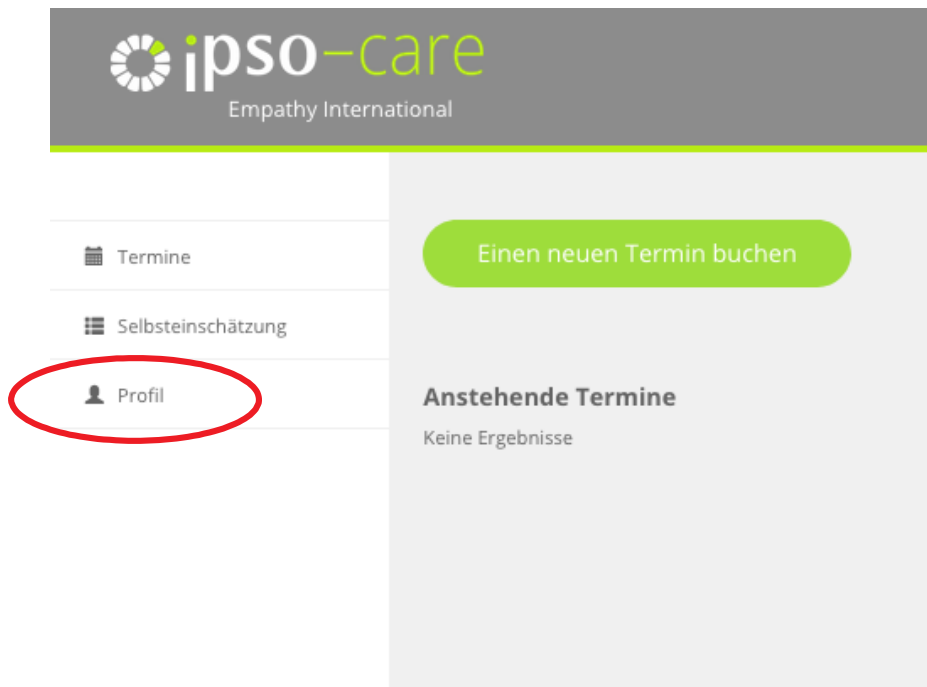 ipso-care
Empathy International
Termine
Selbsteinschätzung
Profil
Einen neuen Termin buchen
Anstehende Termine
Keine Ergebnisse